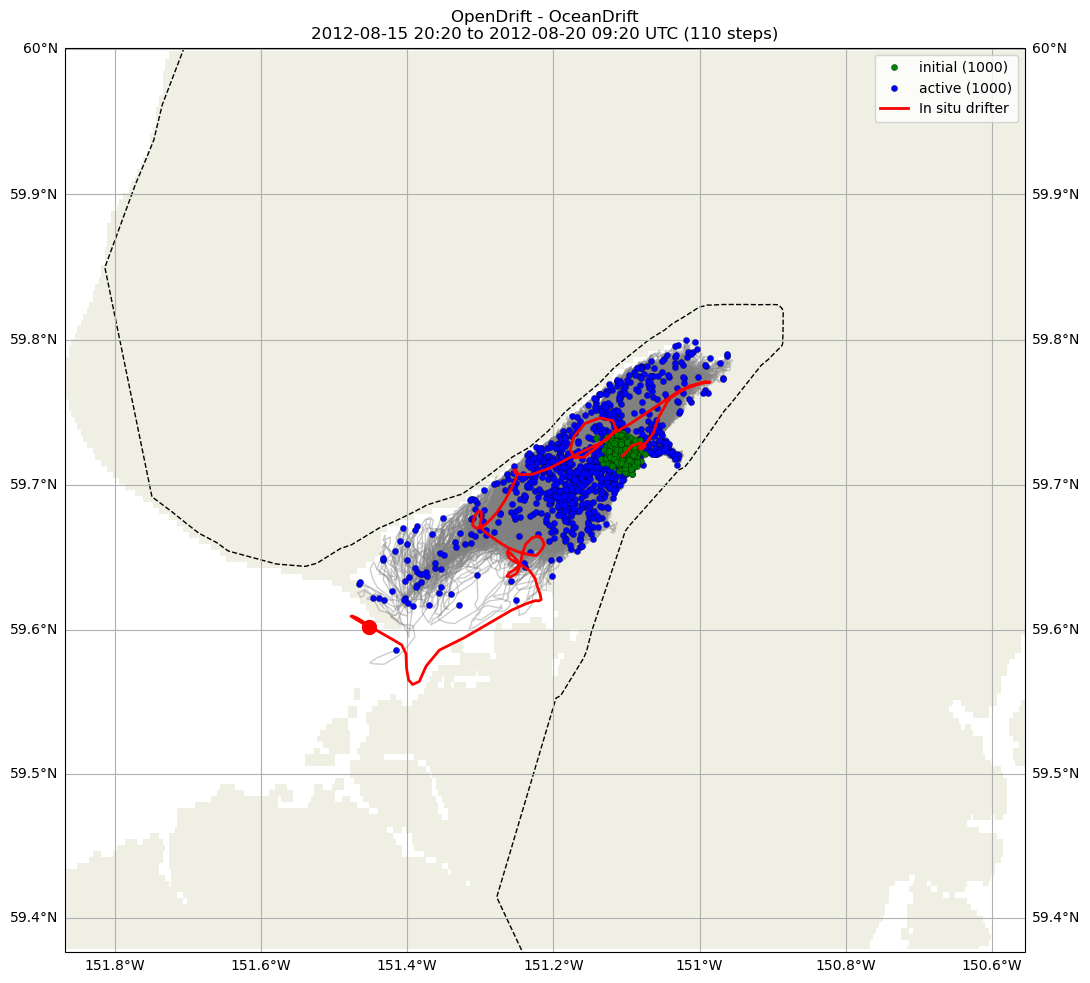 OpenDrift - OceanDrift
2012-08-15 20:20 to 2012-08-20 09:20 UTC (110 steps)
60°N
60°N
initial (1000)
active (1000)
In situ drifter
59.9°N
59.9°N
59.8°N
59.8°N
59.7°N
59.7°N
59.6°N
59.6°N
59.5°N
59.5°N
59.4°N
59.4°N
151.8°W
151.6°W
151.4°W
151.2°W
151°W
150.8°W
150.6°W